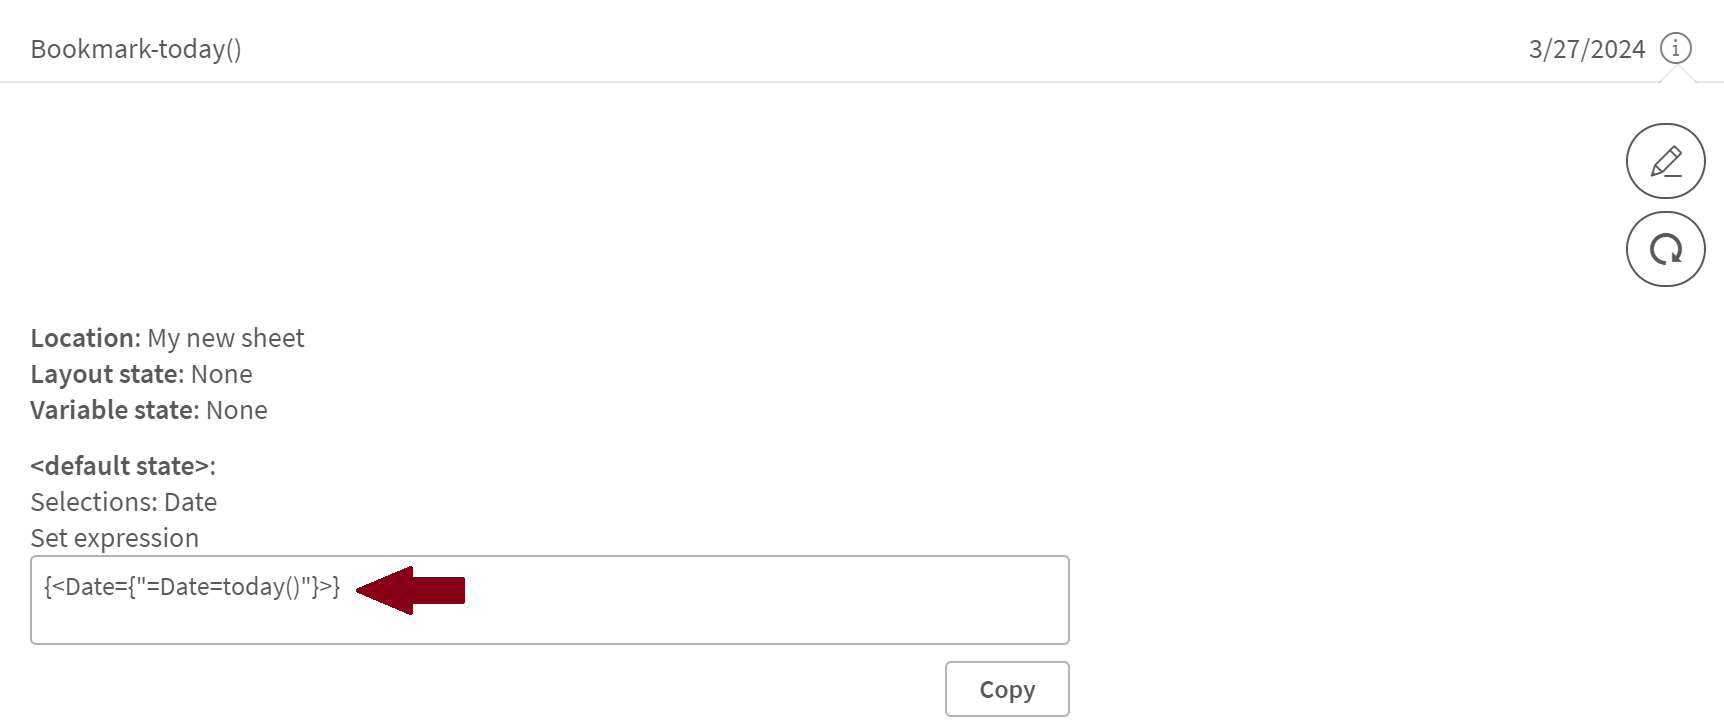 Bookmark-today()
3/27/2024
Location: My new sheet
Layout state: None
Variable state: None
<default state>:
Selections: Date
Set expression
{<Date={"=Date=today()"}>}
Copy